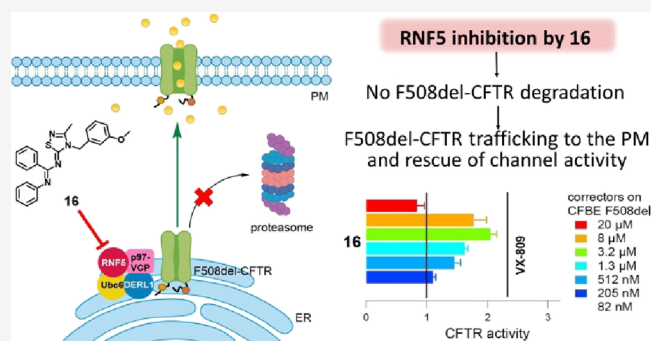 PM
RNF5 inhibition by 16
No F508del-CFTR degradation
F508del-CFTR trafficking to the PM
and rescue of channel activity
S
N
N
N
N
O
16
proteasome
RNF5
p97-
VCP
Ubc6
DERL1
F508del-CFTR
ER
16
VX-809
correctors on
CFBE F508del
20 µM
8 µM
3.2 µM
1.3 µM
512 nM
205 nM
82 nM
0
1
2
3
CFTR activity